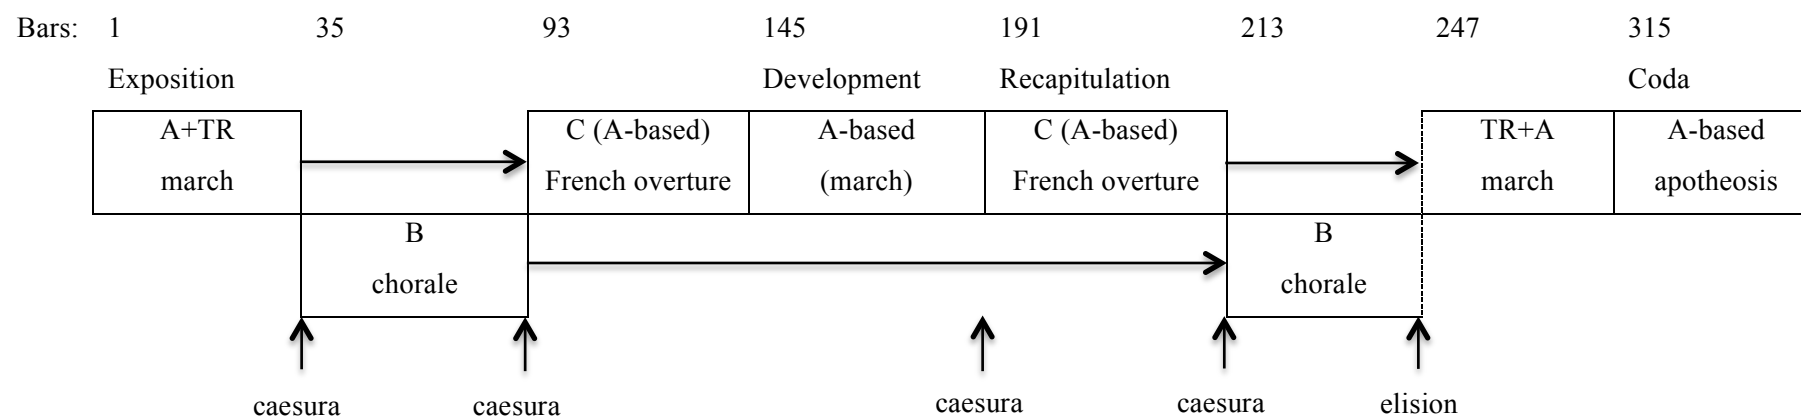 Bars: 1 35 93 145 191 213 247 315
Exposition Development Recapitulation Coda
A+TR C (A-based) A-based C (A-based) TR+A A-based
march French overture (march) French overture march apotheosis
B B
chorale chorale
caesura caesura caesura caesura elision